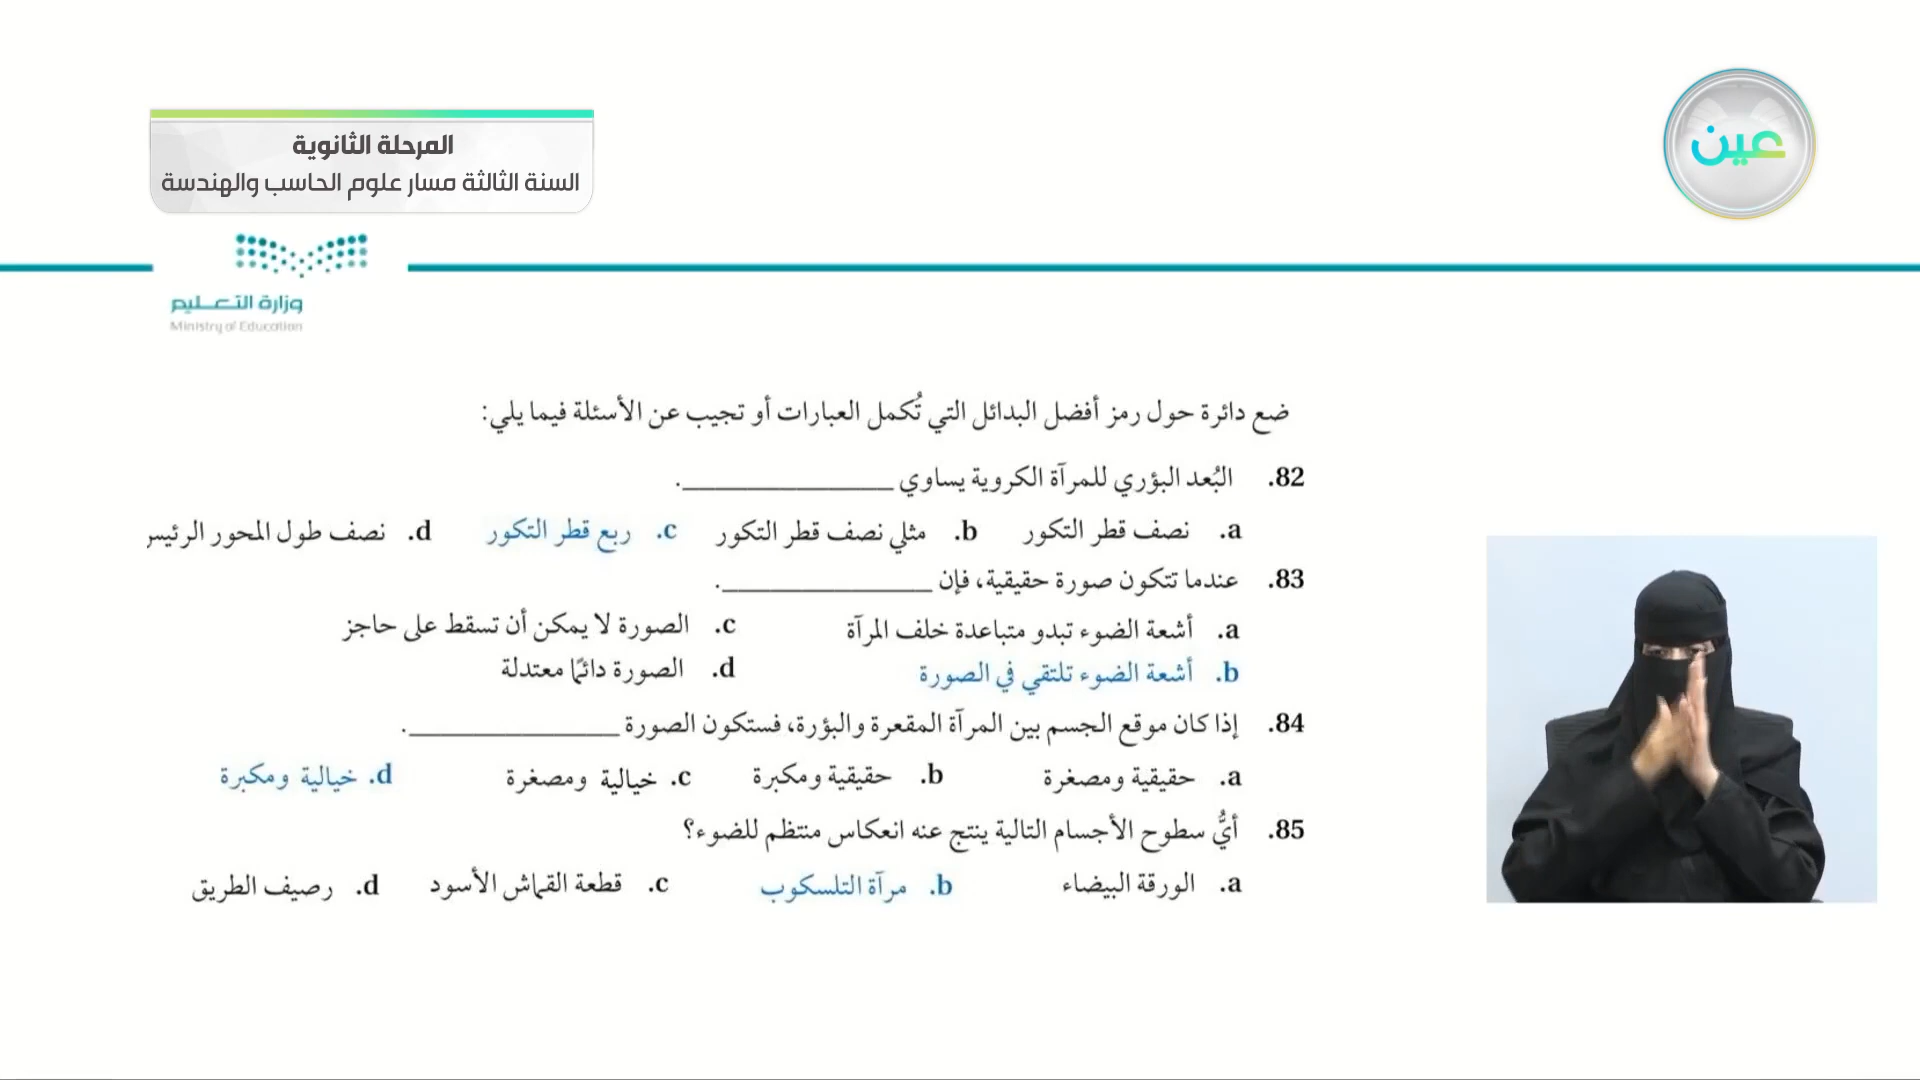 المرحلة الثانوية
السنة الثالثة مسار علوم الحاسب والهندسة
عين
وزارة التعليم
Ministry of Education
ضع دائرة حول رمز أفضل البدائل التي تُكمل العبارات أو تجيب عن الأسئلة فيما يلي:
82. البُعد البؤري للمرآة الكروية يساوي ________________.
a. نصف قطر التكور b. مثلي نصف قطر التكور c. ربع قطر التكور d. نصف طول المحور الرئيس
83. عندما تتكون صورة حقيقية، فإن ________________.
a. أشعة الضوء تبدو متباعدة خلف المرآة c. الصورة لا يمكن أن تسقط على حاجز
b. أشعة الضوء تلتقي في الصورة d. الصورة دائمًا معتدلة
84. إذا كان موقع الجسم بين المرآة المقعرة والبؤرة، فستكون الصورة ________________.
a. حقيقية ومصغرة b. حقيقية ومكبرة c. خيالية ومصغرة d. خيالية ومكبرة
85. أيُّ سطوح الأجسام التالية ينتج عنه انعكاس منتظم للضوء؟
a. الورقة البيضاء b. مرآة التلسكوب c. قطعة القماش الأسود d. رصيف الطريق